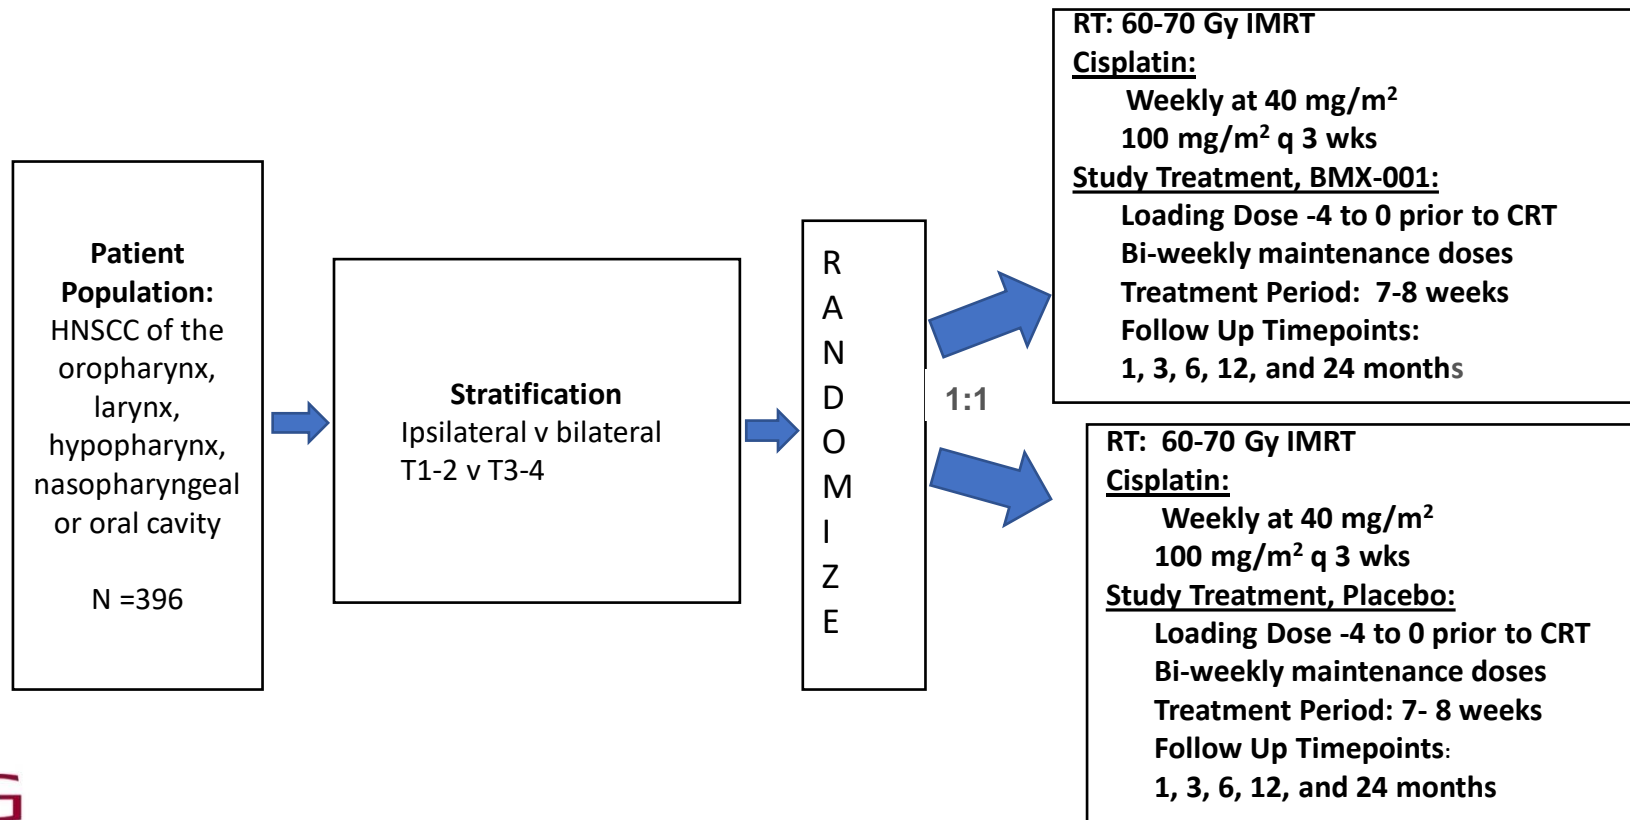 Patient
Population:
HNSCC of the
oropharynx,
larynx,
hypopharynx,
nasopharyngeal
or oral cavity
N =396
Stratification
Ipsilateral v bilateral
T1-2 v T3-4
R
A
N
D
O
M
I
Z
E
1:1
RT: 60-70 Gy IMRT
Cisplatin:
Weekly at 40 mg/m²
100 mg/m² q 3 wks
Study Treatment, BMX-001:
Loading Dose -4 to 0 prior to CRT
Bi-weekly maintenance doses
Treatment Period: 7-8 weeks
Follow Up Timepoints:
1, 3, 6, 12, and 24 months
RT: 60-70 Gy IMRT
Cisplatin:
Weekly at 40 mg/m²
100 mg/m² q 3 wks
Study Treatment, Placebo:
Loading Dose -4 to 0 prior to CRT
Bi-weekly maintenance doses
Treatment Period: 7- 8 weeks
Follow Up Timepoints:
1, 3, 6, 12, and 24 months